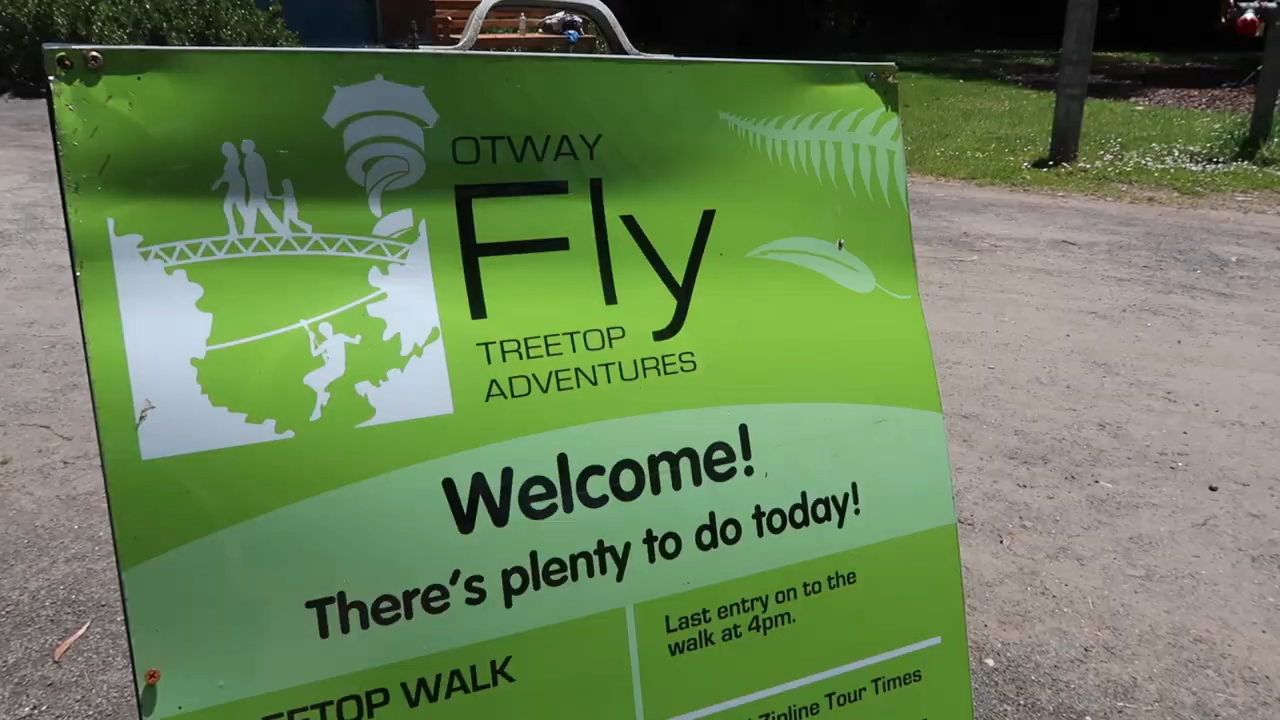 OTWAY
Fly
TREETOP
ADVENTURES
Welcome!
There's plenty to do today!
Last entry on to the
walk at 4pm.
WALK
Zipline Tour Times